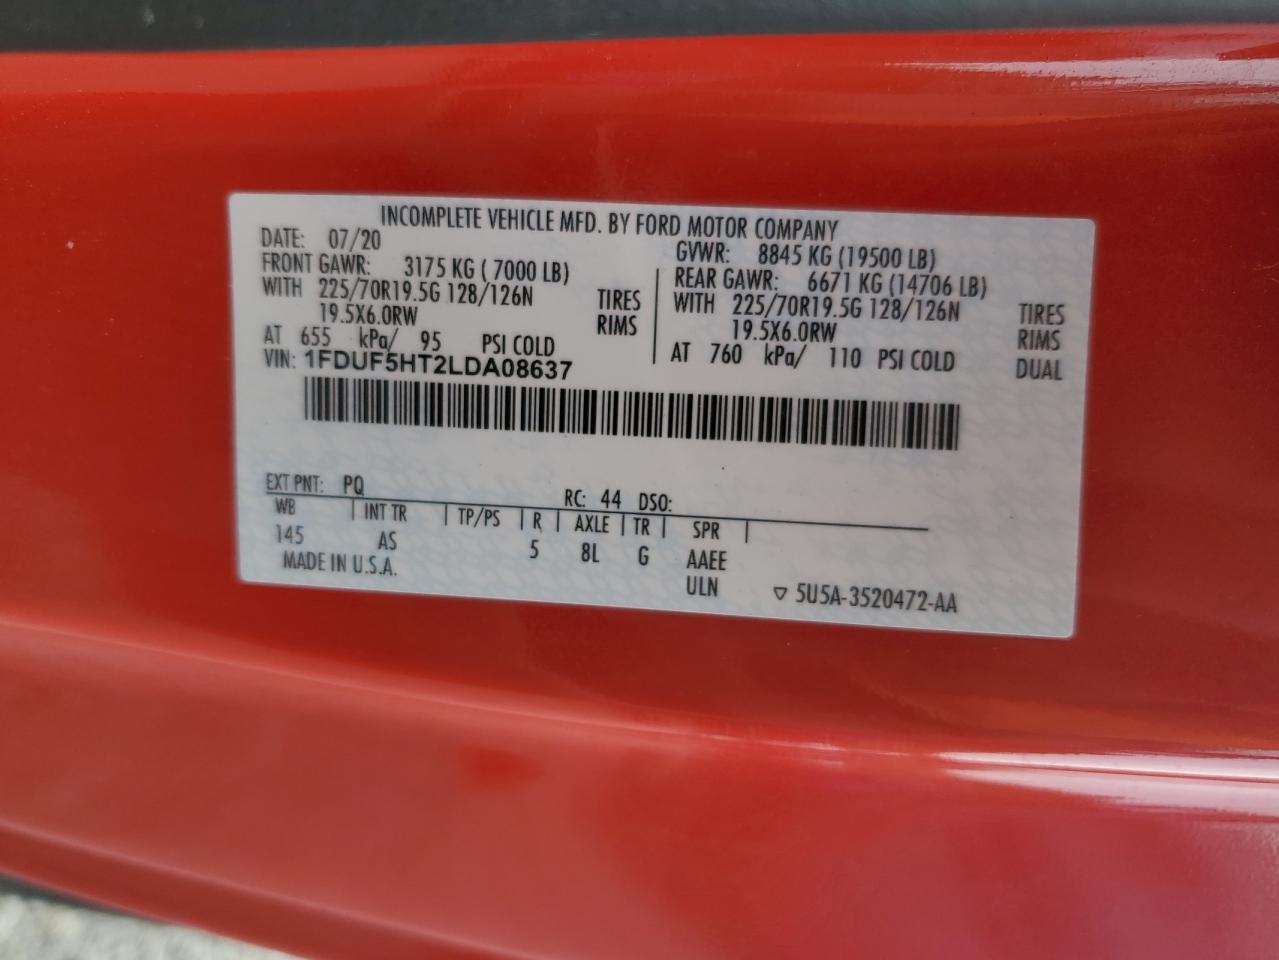 INCOMPLETE VEHICLE MFD. BY FORD MOTOR COMPANY
DATE: 07/20
FRONT GAWR: 3175 KG ( 7000 LB)
WITH 225/70R19.5G 128/126N TIRES
19.5X6.0RW RIMS
AT 655 kPa/ 95 PSI COLD
GVWR: 8845 KG (19500 LB)
REAR GAWR: 6671 KG (14706 LB)
WITH 225/70R19.5G 128/126N TIRES
19.5X6.0RW RIMS
AT 760 kPa/ 110 PSI COLD DUAL
VIN: 1FDUF5HT2LDA08637
EXT PNT: PQ RC: 44 DSO:
WB INT TR TP/PS R AXLE TR SPR
145 AS 5 8L G AAEE
MADE IN U.S.A. ULN
▽ 5U5A-3520472-AA